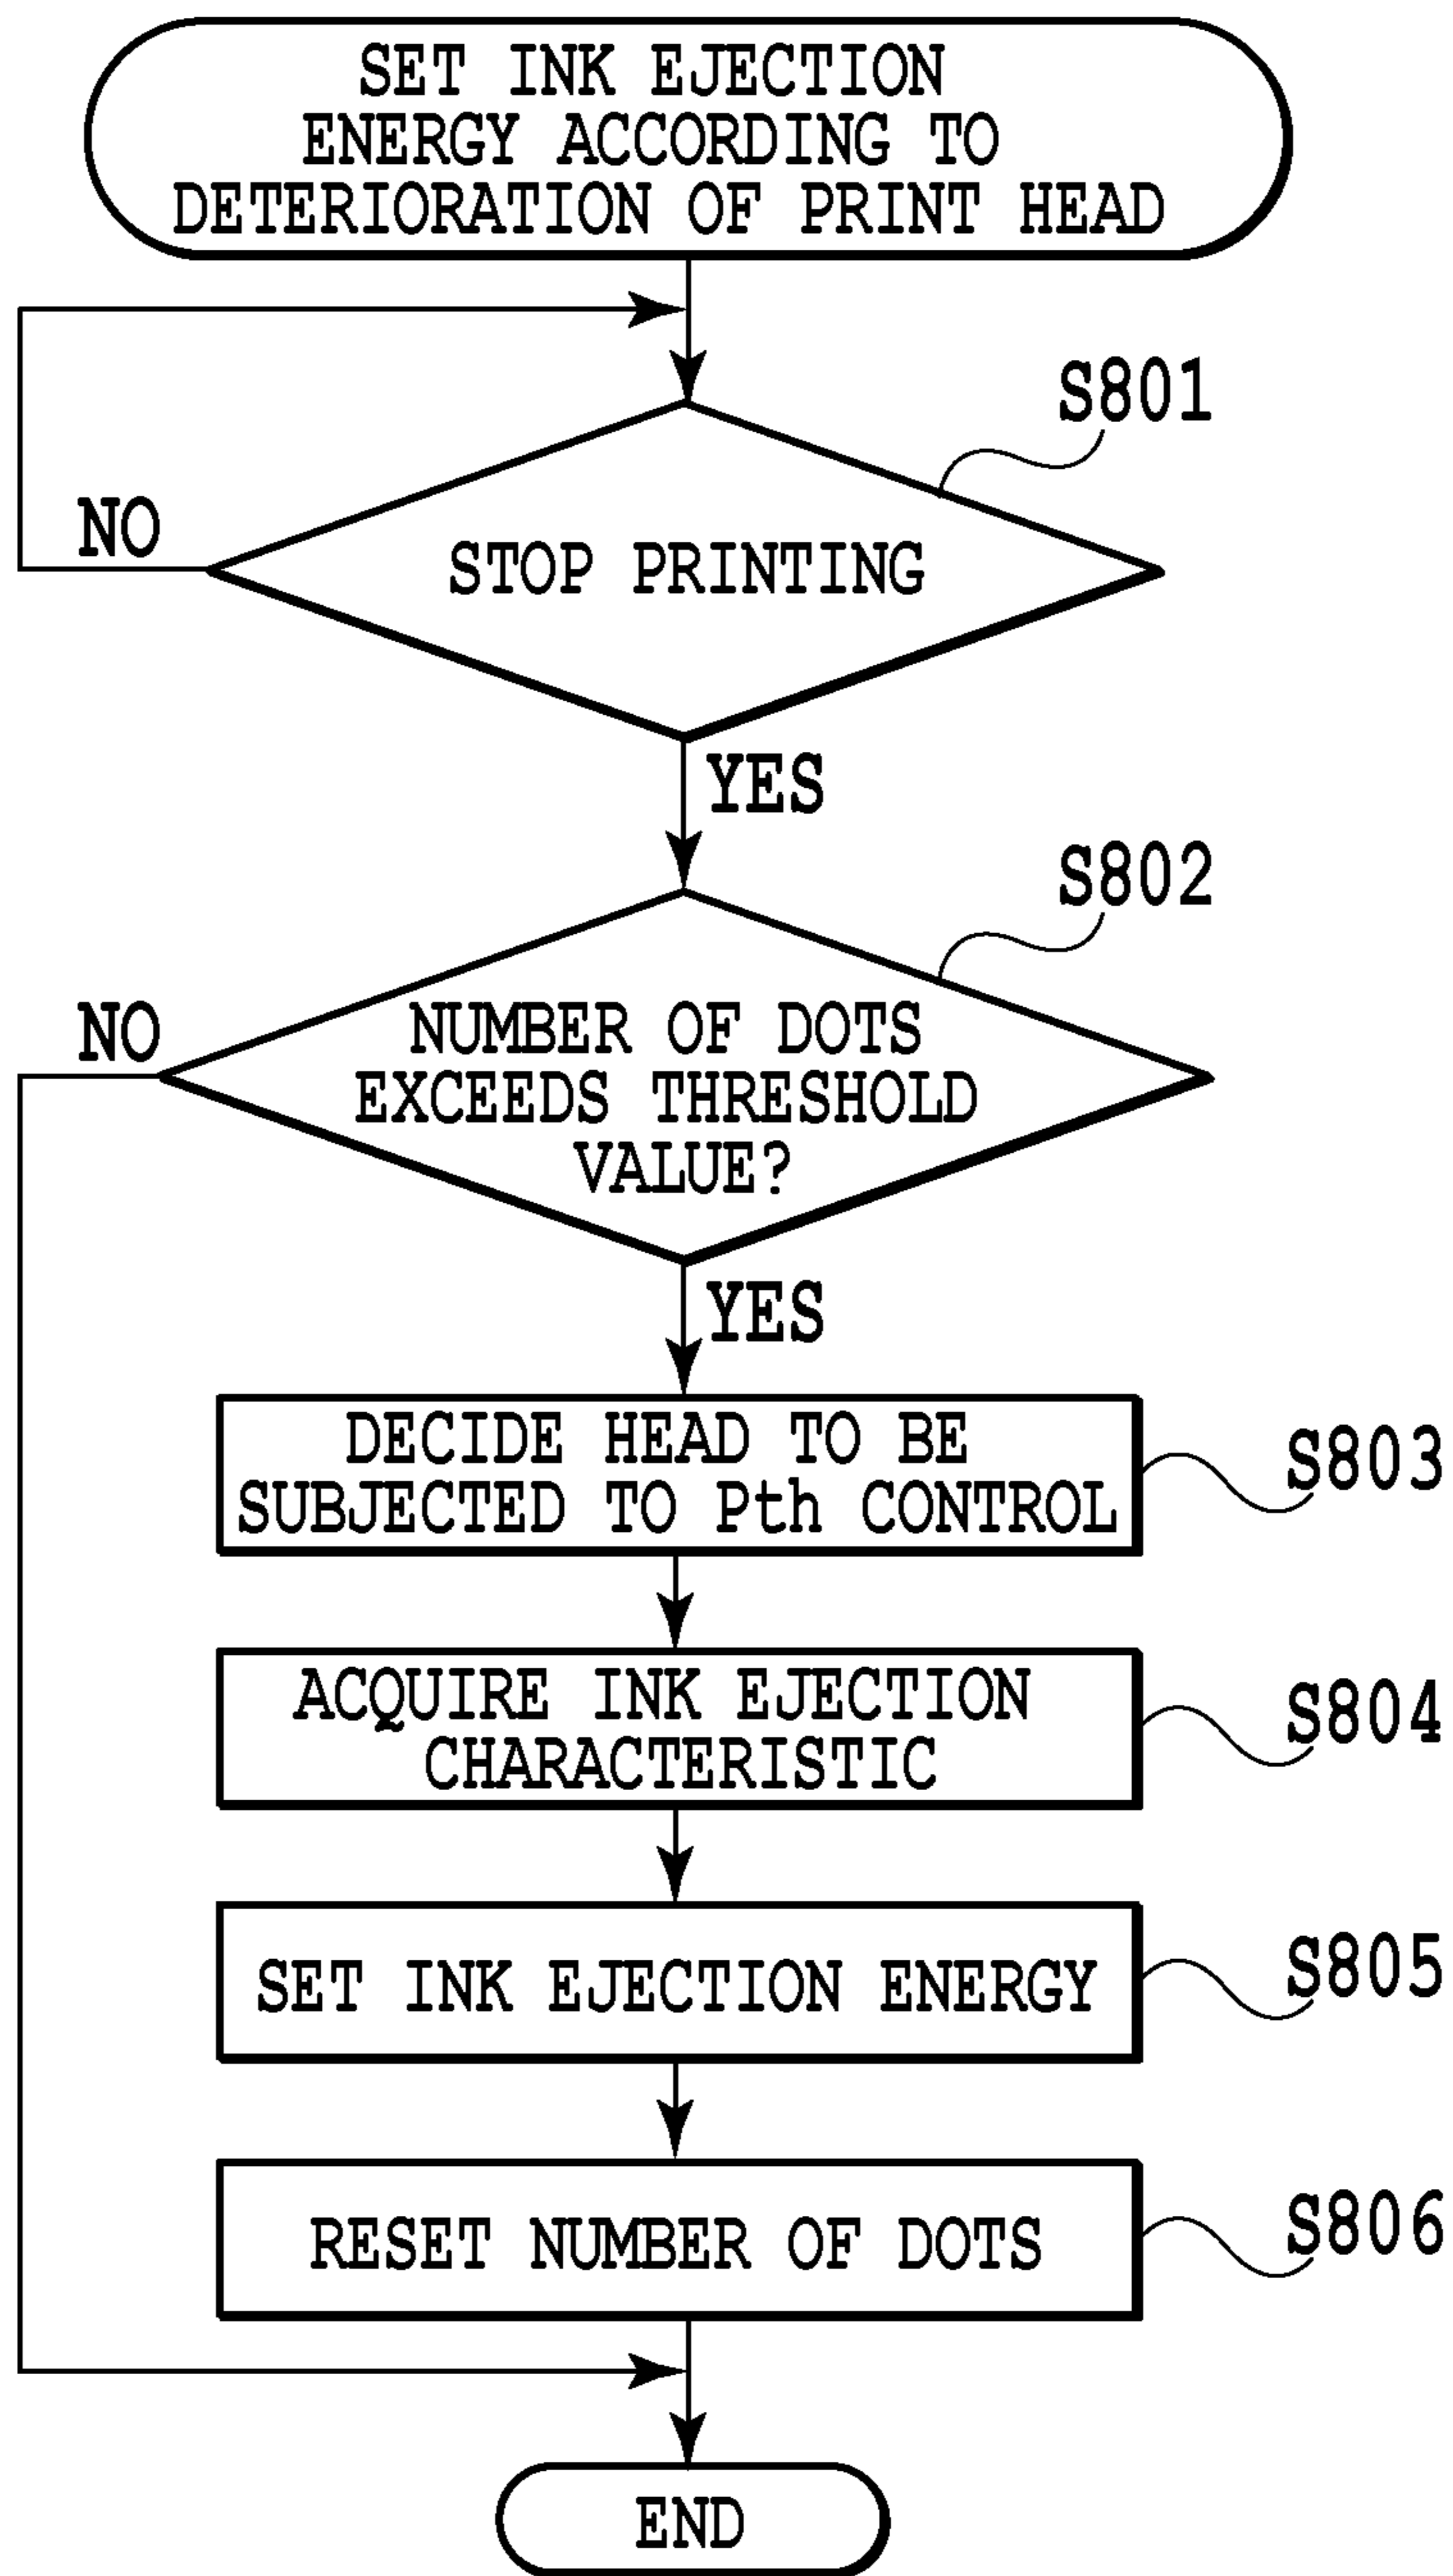 SET INK EJECTION
ENERGY ACCORDING TO
DETERIORATION OF PRINT HEAD
S801
NO
STOP PRINTING
YES
S802
NO
NUMBER OF DOTS
EXCEEDS THRESHOLD
VALUE?
YES
DECIDE HEAD TO BE
SUBJECTED TO Pth CONTROL
S803
ACQUIRE INK EJECTION
CHARACTERISTIC
S804
SET INK EJECTION ENERGY
S805
RESET NUMBER OF DOTS
S806
END